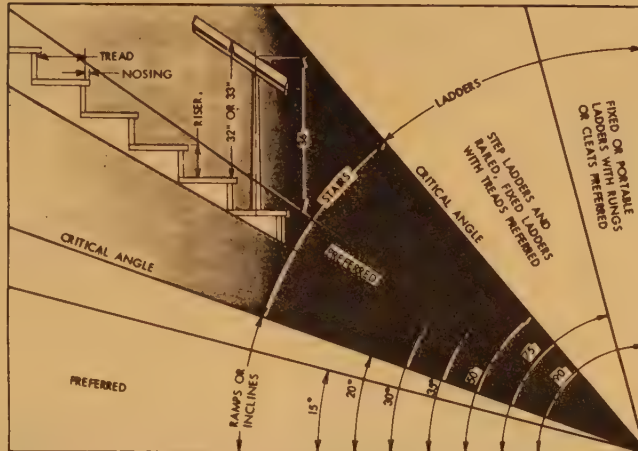 TREAD
NOSING
RISER
32" OR 33"
STAIRS
LADDERS
CRITICAL ANGLE
STEP LADDERS AND
RAILED, FIXED LADDERS
WITH TREADS PREFERRED
FIXED OR PORTABLE
LADDERS WITH RUNGS
OR CLEATS PREFERRED
CRITICAL ANGLE
PREFERRED
PREFERRED
RAMPS OR
INCLINES
15°
20°
30°
35°
50°
75
90